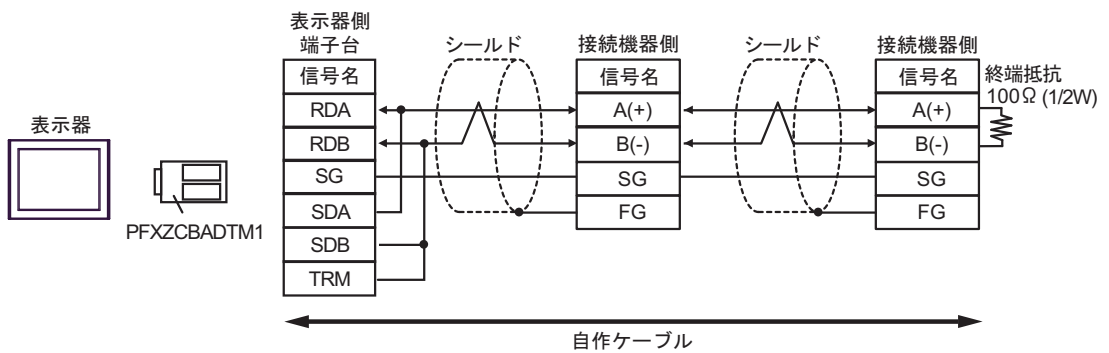 表示器
PFXZCBADTM1
表示器側
端子台
信号名
RDA
RDB
SG
SDA
SDB
TRM
シールド
接続機器側
信号名
A(+)
B(-)
SG
FG
シールド
接続機器側
信号名
A(+)
B(-)
SG
FG
終端抵抗
100Ω (1/2W)
自作ケーブル